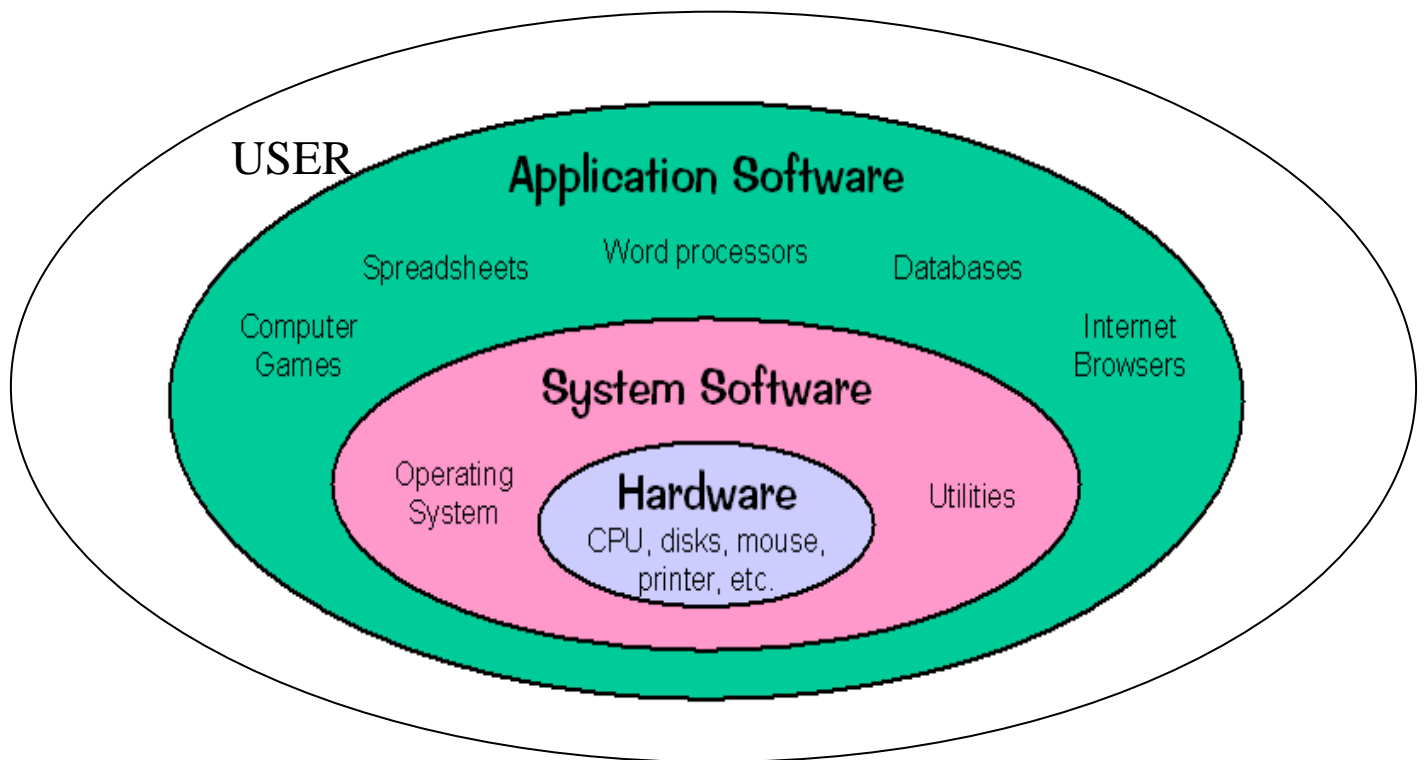 USER
Application Software
Spreadsheets
Word processors
Databases
Computer
Games
Internet
Browsers
System Software
Operating
System
Hardware
CPU, disks, mouse,
printer, etc.
Utilities